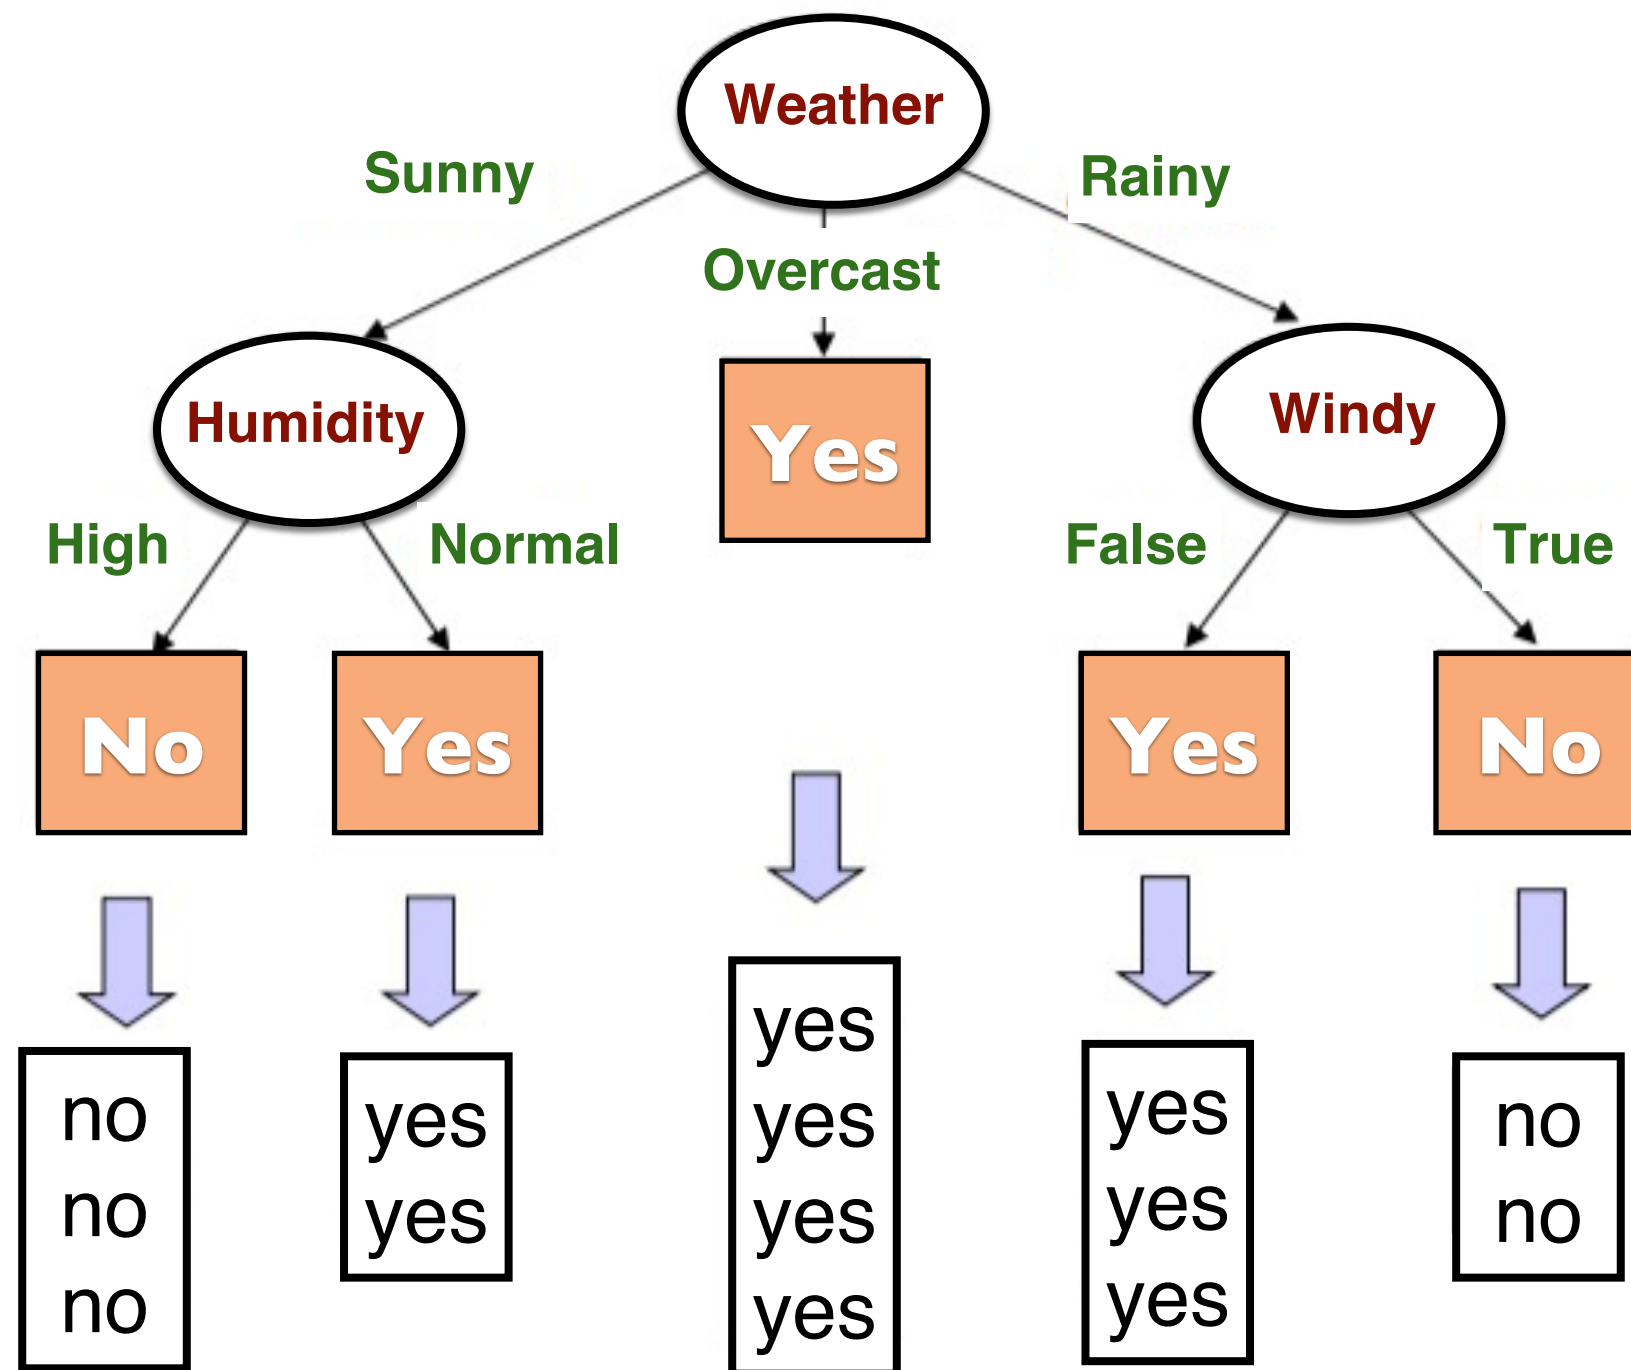 Weather
Sunny
Rainy
Overcast
Humidity
Yes
Windy
High
Normal
False
True
No
Yes
Yes
No
no
no
no
yes
yes
yes
yes
yes
yes
yes
yes
yes
no
no